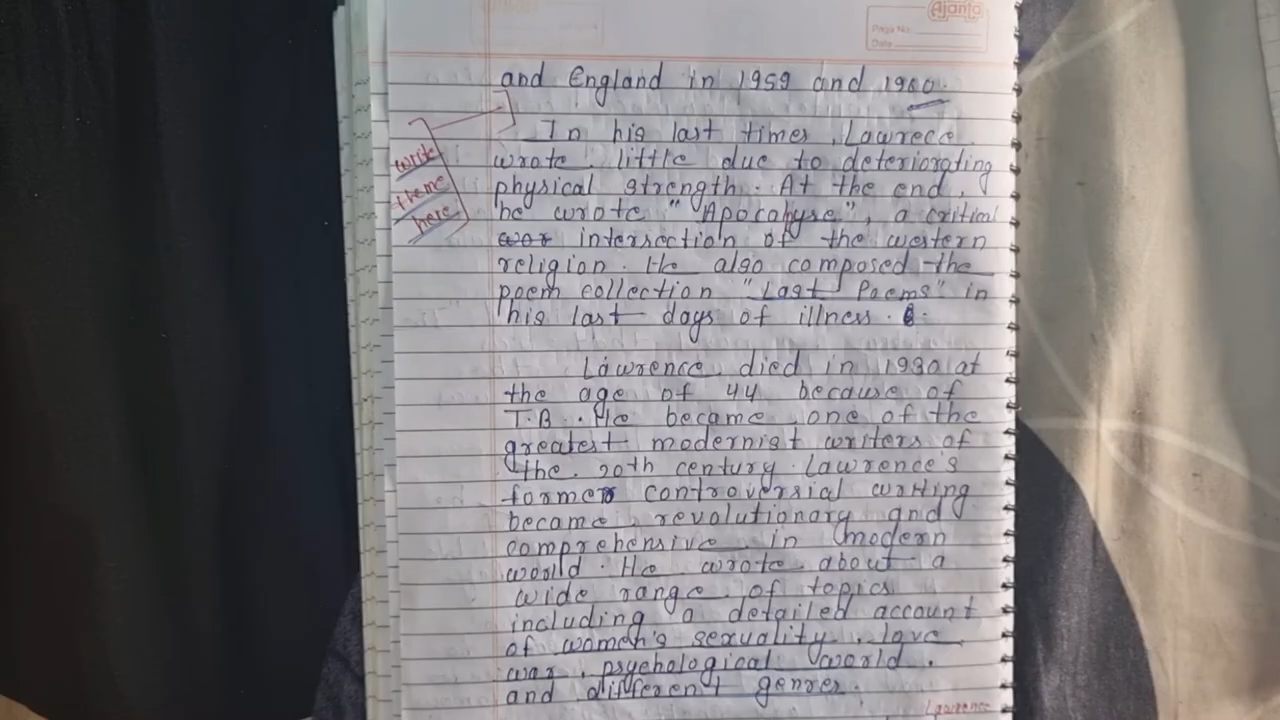 Ajanta
Page No.
Date
and England in 1959 and 1960.
In his last times, Lawrece
wrote little due to deteriorating
write
theme
here
physical strength. At the end,
he wrote "Apocalyse", a critical
intersection of the western
religion. He also composed the
poem collection "Last Poems" in
his last days of illness.
Lawrence died in 1930 at
the age of 44 because of
T.B. He became one of the
greatest modernist writers of
the 20th century. Lawrence's
former controversial writing
became revolutionary and
comprehensive in modern
world. He wrote about a
wide range of topics
including a detailed account
of women's sexuality, love
war, psychological world,
and different genres.
Lawrence